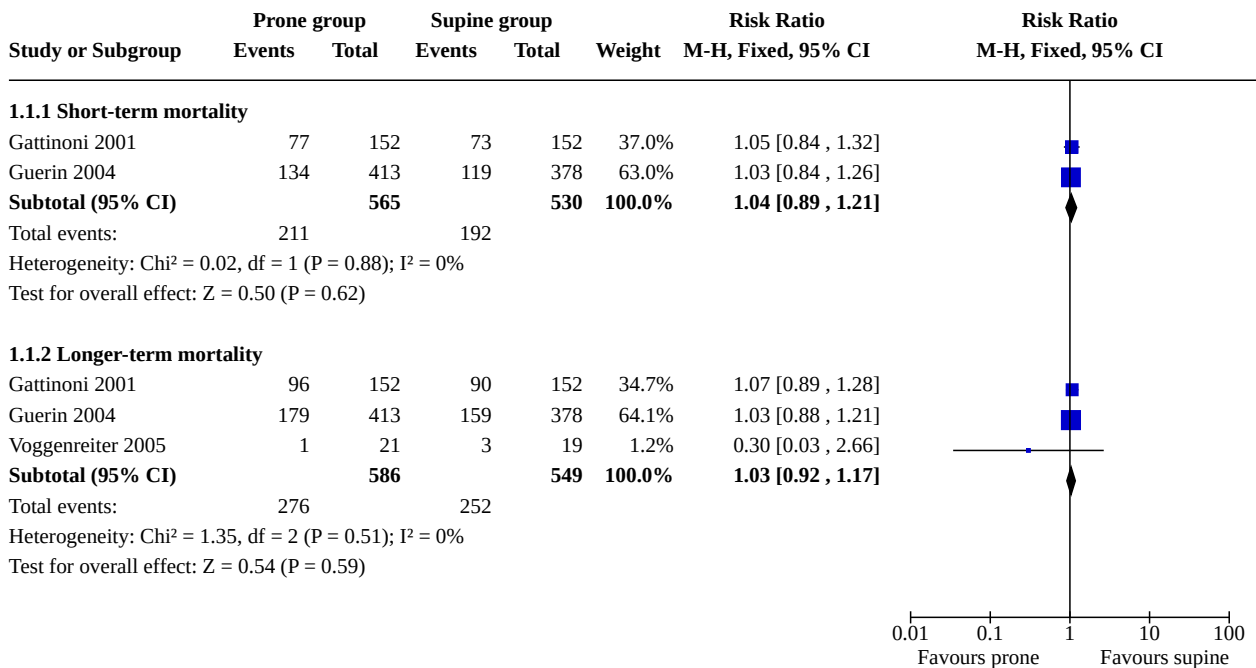 Prone group Supine group Risk Ratio Risk Ratio
Study or Subgroup Events Total Events Total Weight M-H, Fixed, 95% CI M-H, Fixed, 95% CI
1.1.1 Short-term mortality
Gattinoni 2001 77 152 73 152 37.0% 1.05 [0.84 , 1.32]
Guerin 2004 134 413 119 378 63.0% 1.03 [0.84 , 1.26]
Subtotal (95% CI) 565 530 100.0% 1.04 [0.89 , 1.21]
Total events: 211 192
Heterogeneity: Chi² = 0.02, df = 1 (P = 0.88); I² = 0%
Test for overall effect: Z = 0.50 (P = 0.62)
1.1.2 Longer-term mortality
Gattinoni 2001 96 152 90 152 34.7% 1.07 [0.89 , 1.28]
Guerin 2004 179 413 159 378 64.1% 1.03 [0.88 , 1.21]
Voggenreiter 2005 1 21 3 19 1.2% 0.30 [0.03 , 2.66]
Subtotal (95% CI) 586 549 100.0% 1.03 [0.92 , 1.17]
Total events: 276 252
Heterogeneity: Chi² = 1.35, df = 2 (P = 0.51); I² = 0%
Test for overall effect: Z = 0.54 (P = 0.59)
0.01 0.1 1 10 100
Favours prone Favours supine